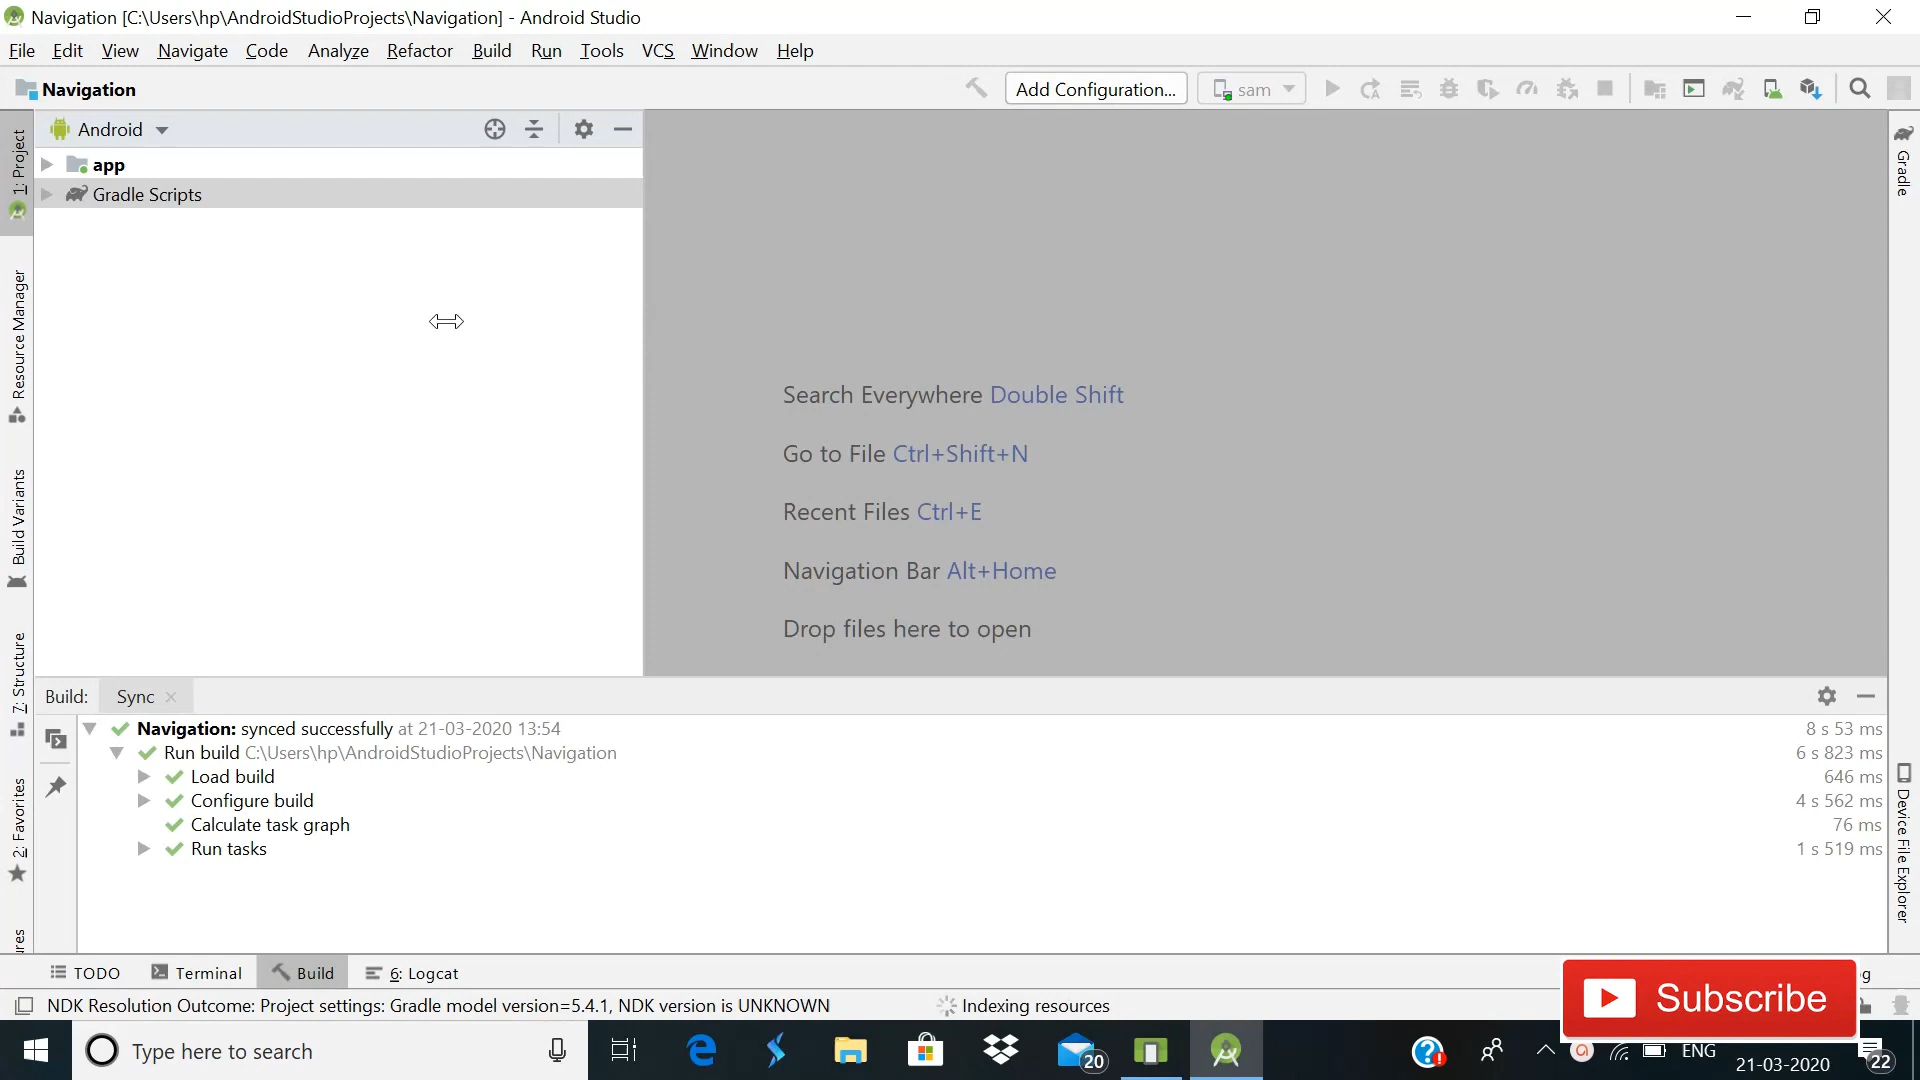 Navigation [C:\Users\hp\AndroidStudioProjects\Navigation] - Android Studio
File Edit View Navigate Code Analyze Refactor Build Run Tools VCS Window Help
Navigation
Add Configuration...
sam
Android
app
Gradle Scripts
1: Project
Resource Manager
Build Variants
7: Structure
2: Favorites
Gradle
Device File Explorer
Search Everywhere Double Shift
Go to File Ctrl+Shift+N
Recent Files Ctrl+E
Navigation Bar Alt+Home
Drop files here to open
Build: Sync
Navigation: synced successfully at 21-03-2020 13:54 8 s 53 ms
Run build C:\Users\hp\AndroidStudioProjects\Navigation 6 s 823 ms
Load build 646 ms
Configure build 4 s 562 ms
Calculate task graph 76 ms
Run tasks 1 s 519 ms
TODO Terminal Build 6: Logcat
NDK Resolution Outcome: Project settings: Gradle model version=5.4.1, NDK version is UNKNOWN Indexing resources
Subscribe
Type here to search
20
ENG
21-03-2020
22